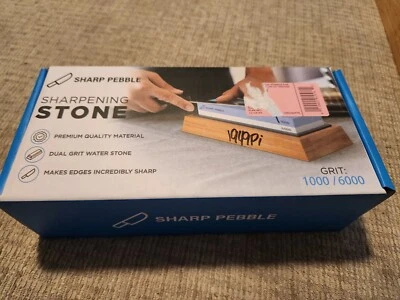 SHARP PEBBLE
SHARPENING
STONE
PREMIUM QUALITY MATERIAL
DUAL GRIT WATER STONE
MAKES EDGES INCREDIBLY SHARP
1949Pi
GRIT:
1000 / 6000
SHARP PEBBLE